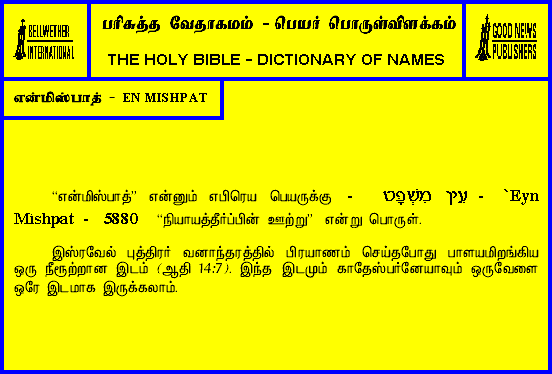 BELLWETHER
INTERNATIONAL
பரிசுத்த வேதாகமம் - பெயர் பொருள்விளக்கம்
THE HOLY BIBLE - DICTIONARY OF NAMES
GOOD NEWS
PUBLISHERS
என்மிஸ்பாத் - EN MISHPAT
“என்மிஸ்பாத்” என்னும் எபிரெய பெயருக்கு - עֵין מִשְׁפָּט - `Eyn
Mishpat - 5880 “நியாயத்தீர்ப்பின் ஊற்று” என்று பொருள்.
இஸ்ரவேல் புத்திரர் வனாந்தரத்தில் பிரயாணம் செய்தபோது பாளயமிறங்கிய
ஒரு நீரூற்றான இடம் (ஆதி 14:7). இந்த இடமும் காதேஸ்பர்னேயாவும் ஒருவேளை
ஒரே இடமாக இருக்கலாம்.